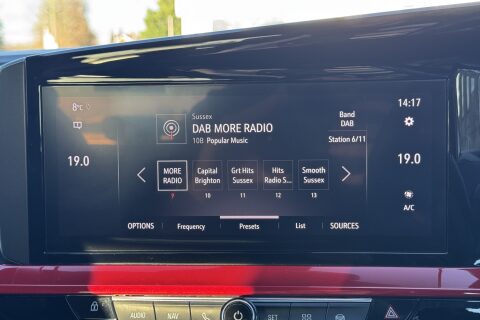 8°C
Sussex
DAB MORE RADIO
10B Popular Music
Band
DAB
Station 6/11
14:17
19.0
19.0
MORE
RADIO
Capital
Brighton
Grt Hits
Sussex
Hits
Radio S...
Smooth
Sussex
9
10
11
12
13
A/C
OPTIONS
Frequency
Presets
List
SOURCES
AUDIO
NAV
SET